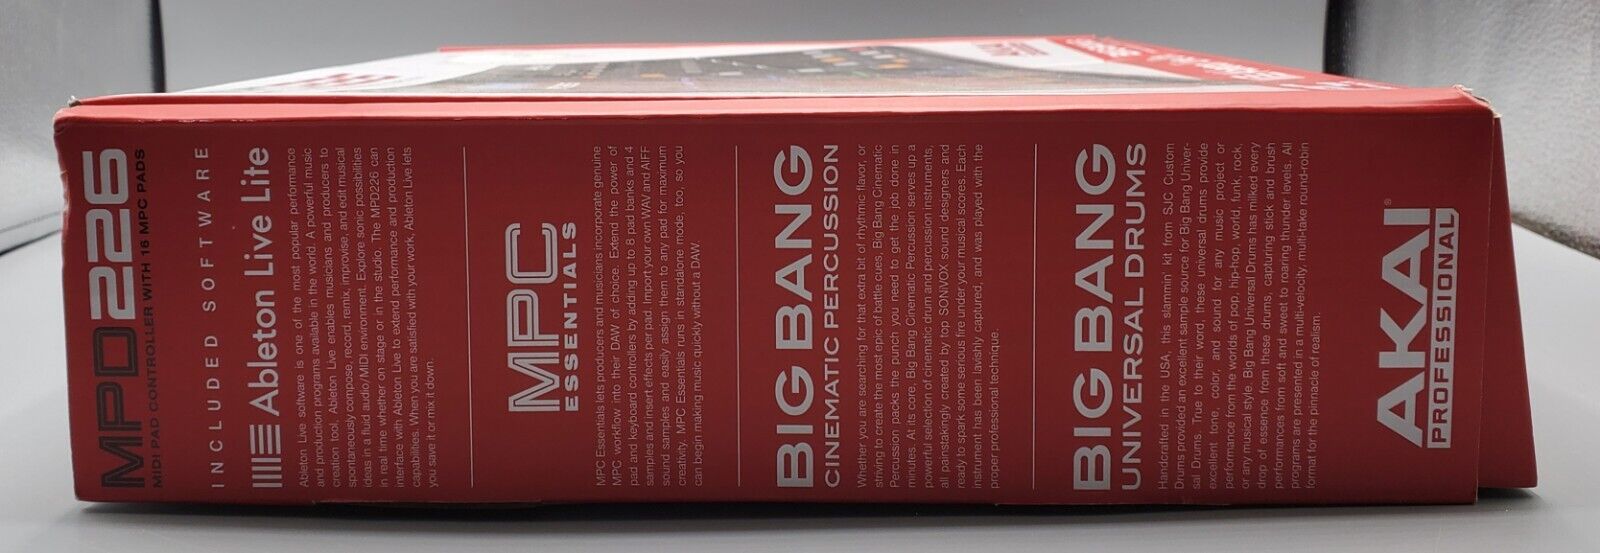 MPD226
MIDI PAD CONTROLLER WITH 16 MPC PADS
INCLUDED SOFTWARE
Ableton Live Lite
Ableton Live software is one of the most popular performance
and production programs available in the world. A powerful music
creation tool, Ableton Live enables musicians and producers to
spontaneously compose, record, remix, improvise, and edit musical
ideas in a fluid audio/MIDI environment. Explore sonic possibilities
in real time whether on stage or in the studio. The MPD226 can
interface with Ableton Live to extend performance and production
capabilities. When you are satisfied with your work, Ableton Live lets
you save it or mix it down.
MPC
ESSENTIALS
MPC Essentials lets producers and musicians incorporate genuine
MPC workflow into their DAW of choice. Extend the power of
pad and keyboard controllers by adding up to 8 pad banks and 4
samples and insert effects per pad. Import your own WAV and AIFF
sound samples and easily assign them to any pad for maximum
creativity. MPC Essentials runs in standalone mode, too, so you
can begin making music quickly without a DAW.
BIG BANG
CINEMATIC PERCUSSION
Whether you are searching for that extra bit of rhythmic flavor, or
striving to create the most epic of battle cues, Big Bang Cinematic
Percussion packs the punch you need to get the job done in
minutes. At its core, Big Bang Cinematic Percussion serves up a
powerful selection of cinematic drum and percussion instruments,
all painstakingly created by top SONiVOX sound designers and
ready to spark some serious fire under your musical scores. Each
instrument has been lavishly captured, and was played with the
proper professional technique.
BIG BANG
UNIVERSAL DRUMS
Handcrafted in the USA, this slammin' kit from SJC Custom
Drums provided an excellent sample source for Big Bang Univer-
sal Drums. True to their word, these universal drums provide
excellent tone, color, and sound for any music project or
performance from the worlds of pop, hip-hop, world, funk, rock,
or any musical style. Big Bang Universal Drums has milked every
drop of essence from these drums, capturing stick and brush
performances from soft and sweet to roaring thunder levels. All
programs are presented in a multi-velocity, multi-take round-robin
format for the pinnacle of realism.
AKAI®
PROFESSIONAL